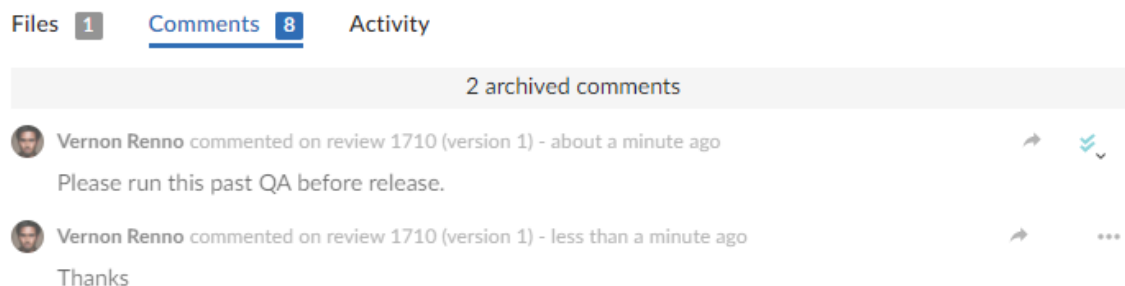 Files 1 Comments 8 Activity
2 archived comments
Vernon Renno commented on review 1710 (version 1) - about a minute ago
Please run this past QA before release.
Vernon Renno commented on review 1710 (version 1) - less than a minute ago
Thanks